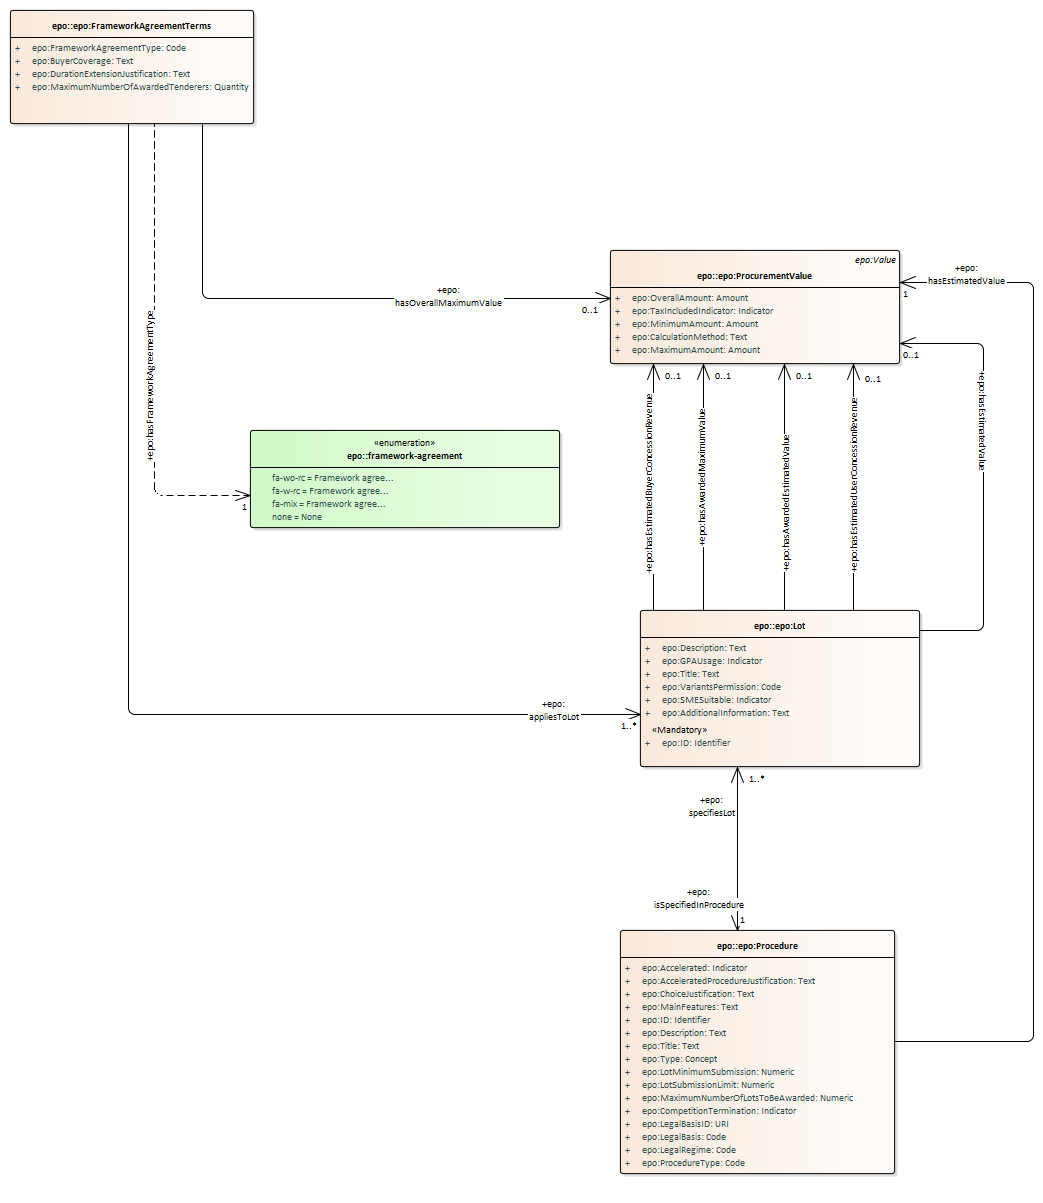 epo::epo:FrameworkAgreementTerms
+ epo:FrameworkAgreementType: Code
+ epo:BuyerCoverage: Text
+ epo:DurationExtensionJustification: Text
+ epo:MaximumNumberOfAwardedTenderers: Quantity
epo:Value
epo::epo:ProcurementValue
+ epo:OverallAmount: Amount
+ epo:TaxIncludedIndicator: Indicator
+ epo:MinimumAmount: Amount
+ epo:CalculationMethod: Text
+ epo:MaximumAmount: Amount
+epo:
hasEstimatedValue
1
+epo:
hasOverallMaximumValue
0..1
0..1
+epo:hasEstimatedValue
0..1
0..1
0..1
0..1
+epo:hasEstimatedBuyerConcessionRevenue
+epo:hasAwardedMaximumValue
+epo:hasAwardedEstimatedValue
+epo:hasEstimatedUserConcessionRevenue
+epo:hasFrameworkAgreementType
1
«enumeration»
epo::framework-agreement
fa-wo-rc = Framework agree...
fa-w-rc = Framework agree...
fa-mix = Framework agree...
none = None
epo::epo:Lot
+ epo:Description: Text
+ epo:GPAUsage: Indicator
+ epo:Title: Text
+ epo:VariantsPermission: Code
+ epo:SMESuitable: Indicator
+ epo:AdditionalInformation: Text
«Mandatory»
+ epo:ID: Identifier
+epo:
appliesToLot
1..*
1..*
+epo:
specifiesLot
+epo:
isSpecifiedInProcedure
1
epo::epo:Procedure
+ epo:Accelerated: Indicator
+ epo:AcceleratedProcedureJustification: Text
+ epo:ChoiceJustification: Text
+ epo:MainFeatures: Text
+ epo:ID: Identifier
+ epo:Description: Text
+ epo:Title: Text
+ epo:Type: Concept
+ epo:LotMinimumSubmission: Numeric
+ epo:LotSubmissionLimit: Numeric
+ epo:MaximumNumberOfLotsToBeAwarded: Numeric
+ epo:CompetitionTermination: Indicator
+ epo:LegalBasisID: URI
+ epo:LegalBasis: Code
+ epo:LegalRegime: Code
+ epo:ProcedureType: Code